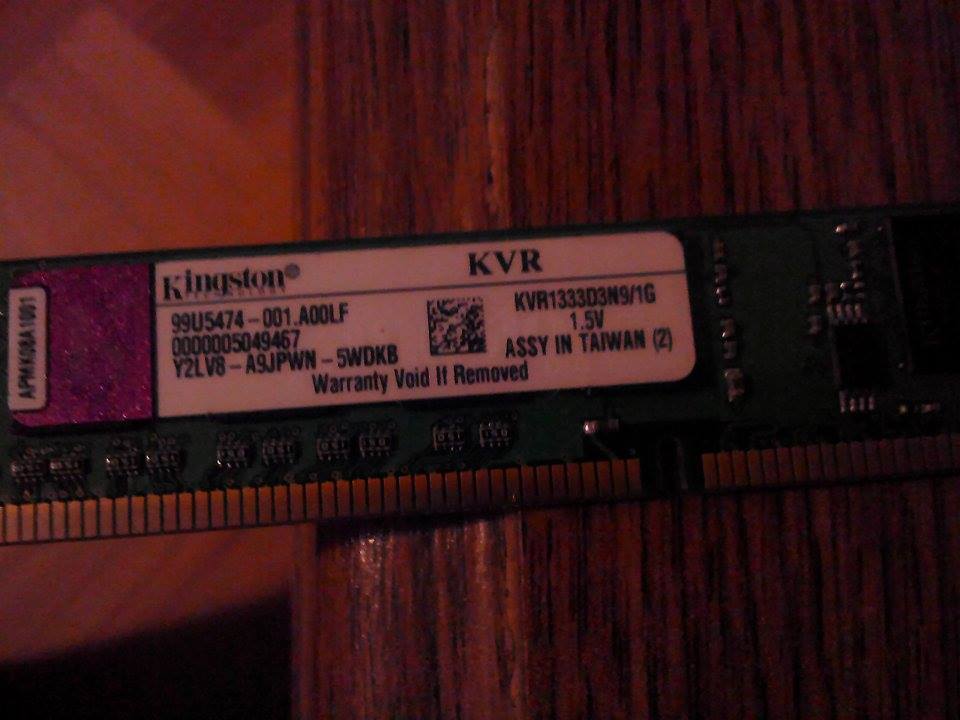 Kingston
KVR
99U5474-001.A00LF
0000005049467
Y2LV8-A9JPWN-5WDKB
KVR1333D3N9/1G
1.5V
ASSY IN TAIWAN (2)
Warranty Void If Removed
APMK08A1001